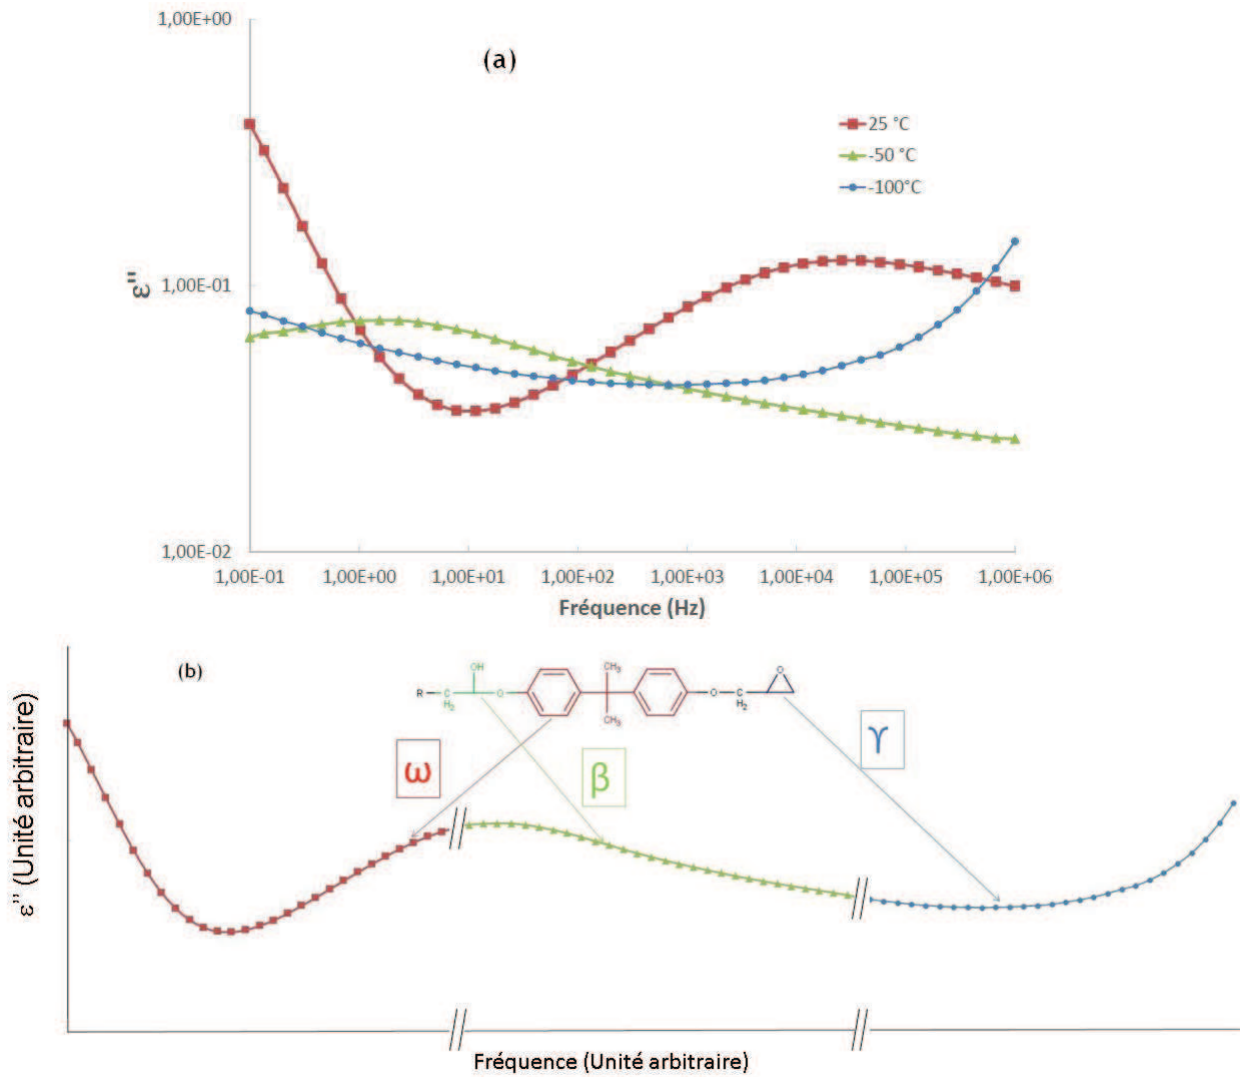 1,00E+00
(a)
25 °C
-50 °C
-100°C
ε''
1,00E-01
1,00E-02
1,00E-01 1,00E+00 1,00E+01 1,00E+02 1,00E+03 1,00E+04 1,00E+05 1,00E+06
Fréquence (Hz)
(b)
OH
CH₃
O
R C O O C
H₂ H₂
CH₃
ω
β
γ
ε'' (Unité arbitraire)
Fréquence (Unité arbitraire)